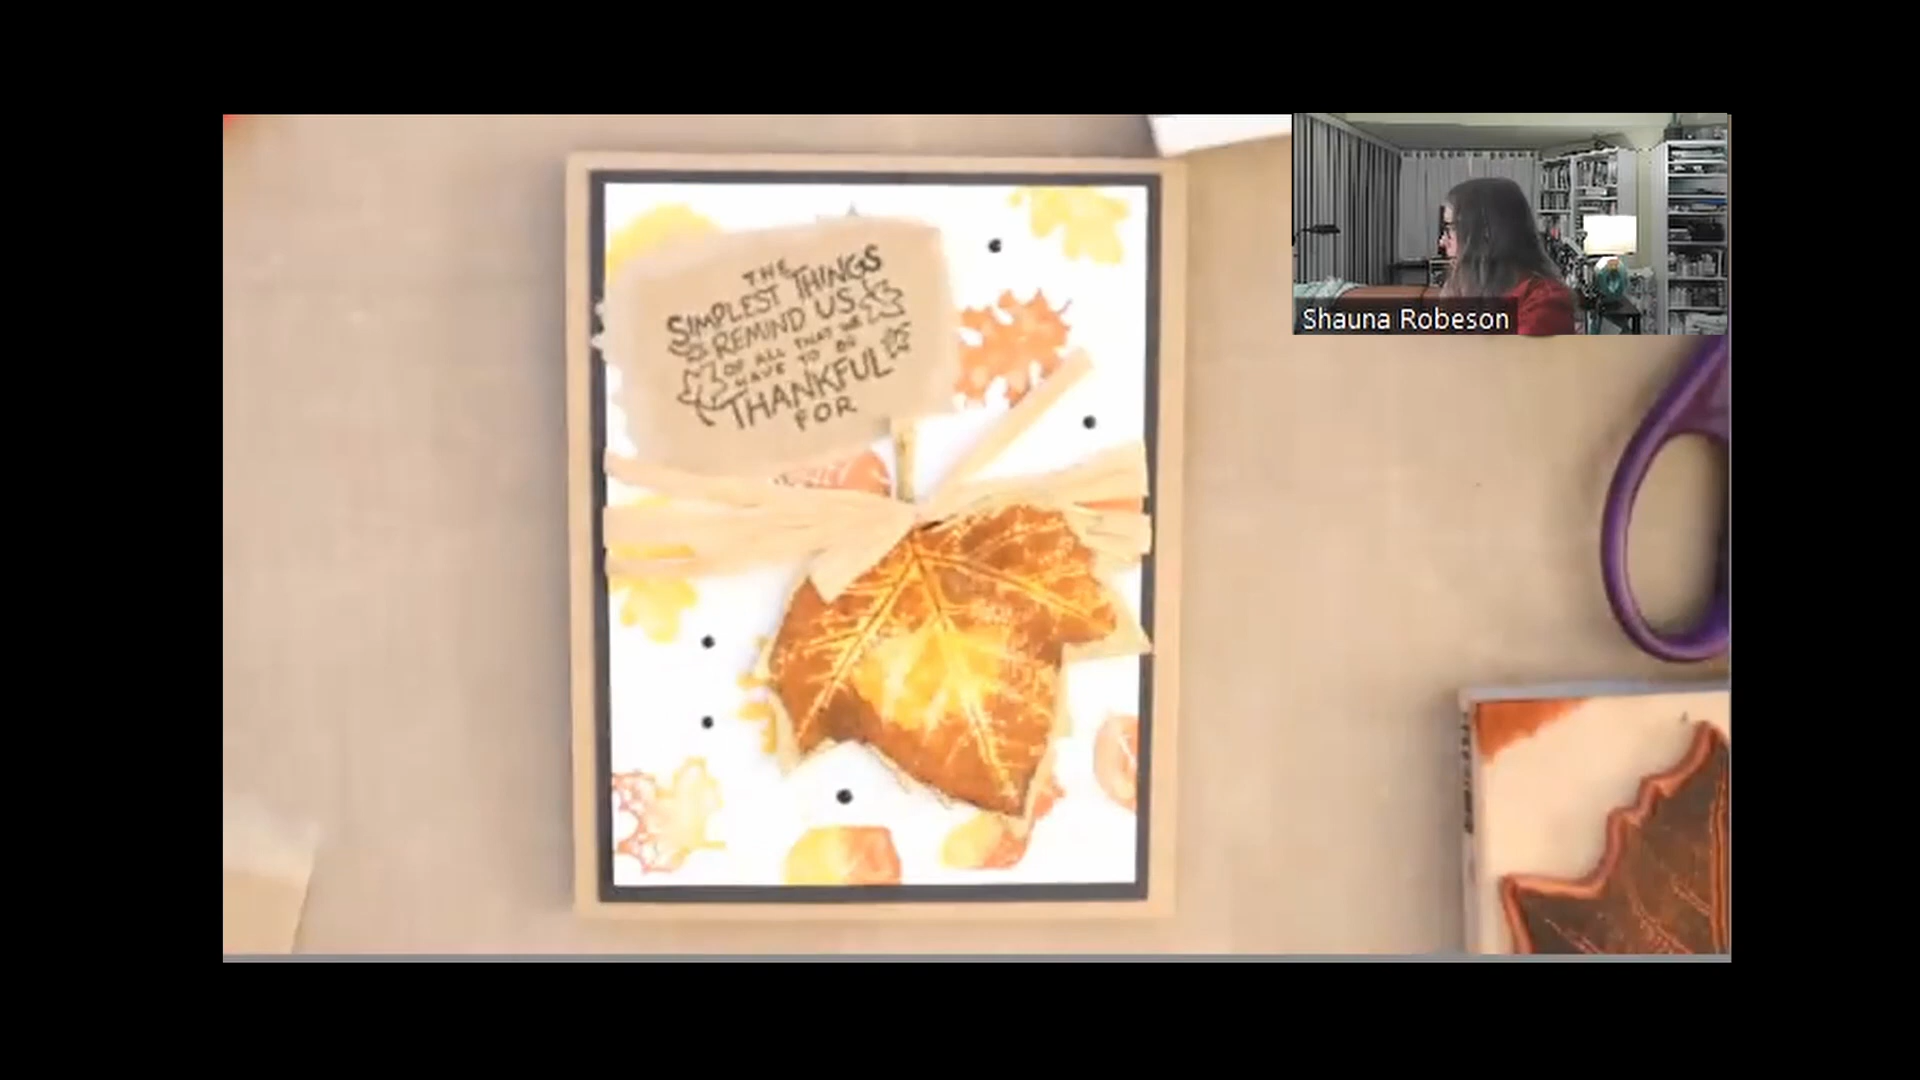 THE
SIMPLEST THINGS
REMIND US
OF ALL THAT WE
HAVE TO BE
THANKFUL
FOR
Shauna Robeson